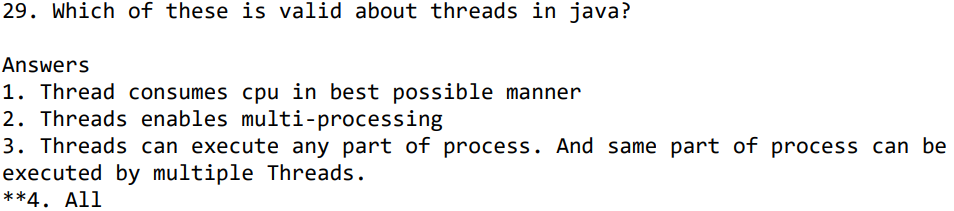 29. Which of these is valid about threads in java?
Answers
1. Thread consumes cpu in best possible manner
2. Threads enables multi-processing
3. Threads can execute any part of process. And same part of process can be
executed by multiple Threads.
**4. All